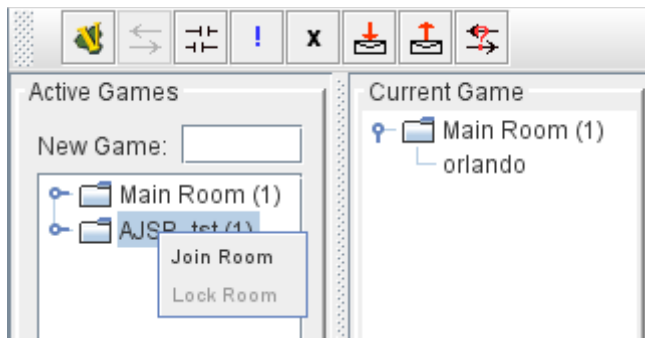 ! x
Active Games
New Game:
Main Room (1)
AJSP tst (1)
Join Room
Lock Room
Current Game
Main Room (1)
orlando